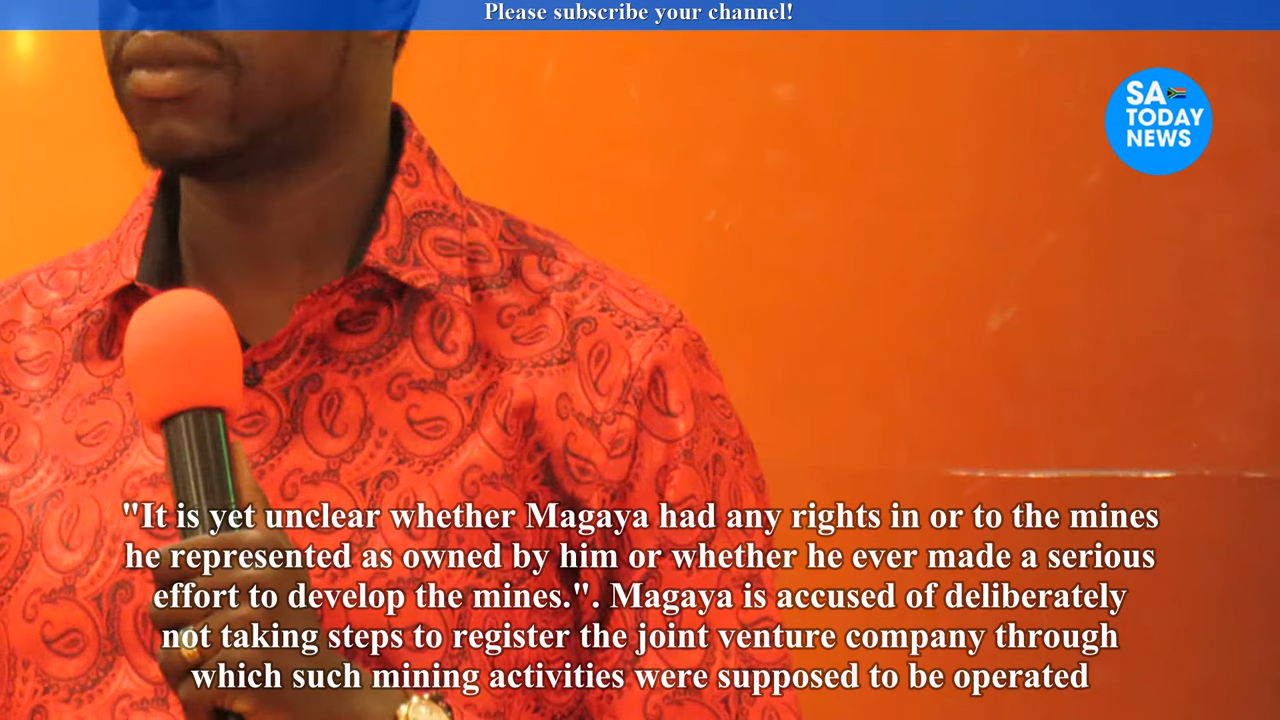 Please subscribe your channel!
SA
TODAY
NEWS
"It is yet unclear whether Magaya had any rights in or to the mines
he represented as owned by him or whether he ever made a serious
effort to develop the mines.". Magaya is accused of deliberately
not taking steps to register the joint venture company through
which such mining activities were supposed to be operated